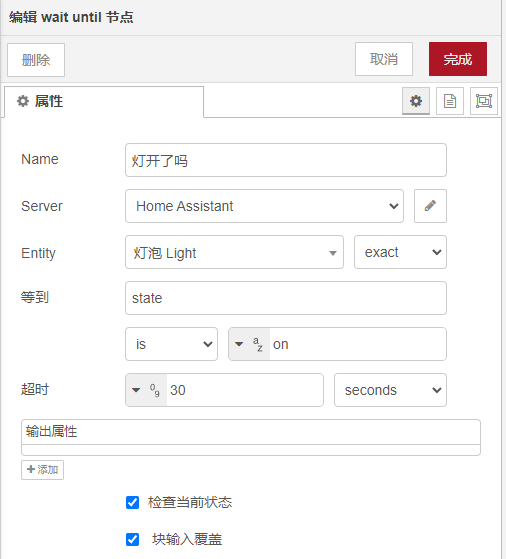 编辑 wait until 节点
删除 取消 完成
属性
Name 灯开了吗
Server Home Assistant
Entity 灯泡 Light exact
等到 state
is a z on
超时 0 9 30 seconds
输出属性
+添加
检查当前状态
块输入覆盖